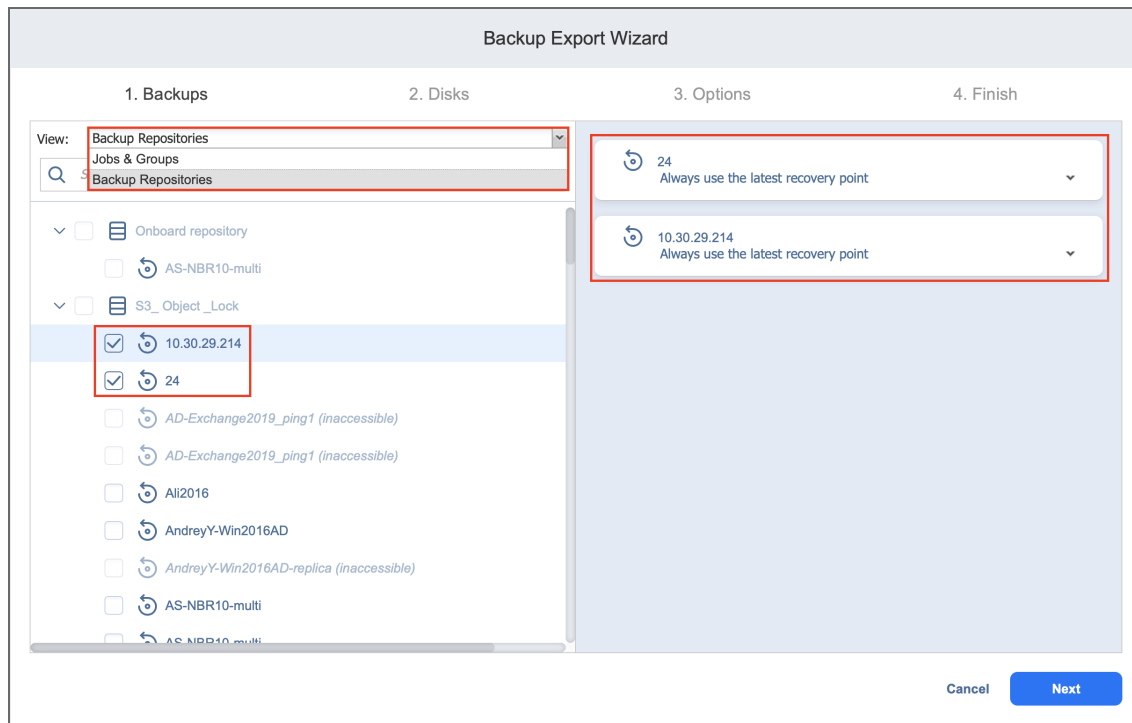 Backup Export Wizard
1. Backups
2. Disks
3. Options
4. Finish
View:
Backup Repositories
Jobs & Groups
Backup Repositories
S
Onboard repository
AS-NBR10-multi
S3_ Object _Lock
10.30.29.214
24
AD-Exchange2019_ping1 (inaccessible)
AD-Exchange2019_ping1 (inaccessible)
Ali2016
AndreyY-Win2016AD
AndreyY-Win2016AD-replica (inaccessible)
AS-NBR10-multi
AS-NBR10-multi
24
Always use the latest recovery point
10.30.29.214
Always use the latest recovery point
Cancel
Next